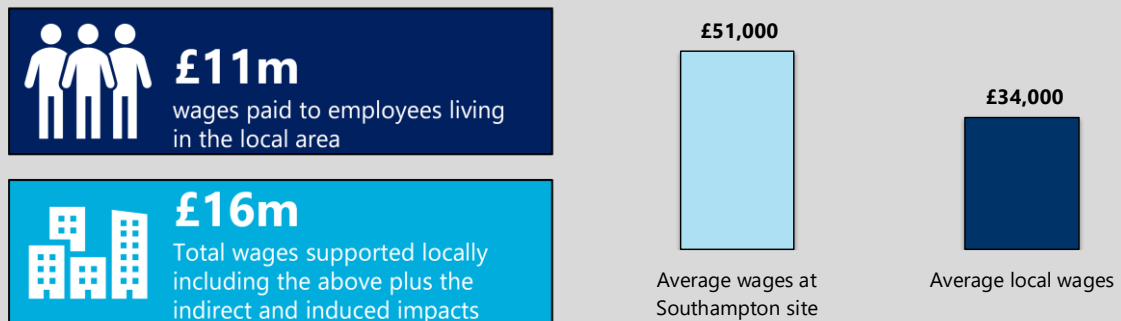 £11m
wages paid to employees living
in the local area
£16m
Total wages supported locally
including the above plus the
indirect and induced impacts
£51,000
Average wages at
Southampton site
£34,000
Average local wages